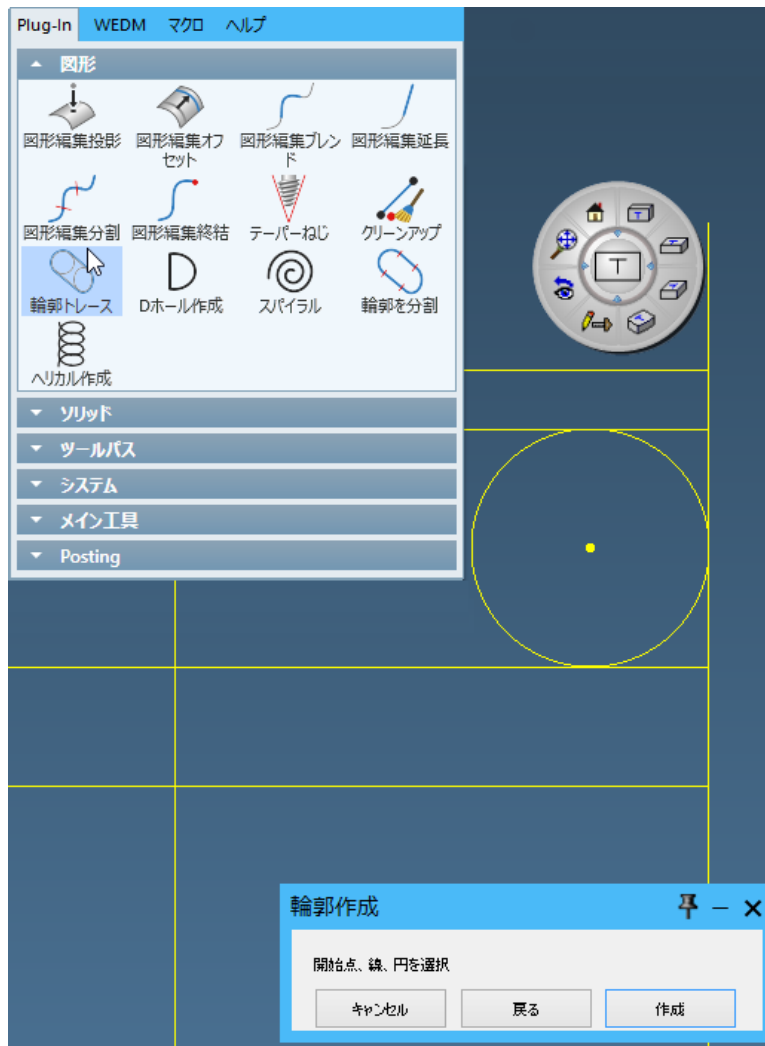 Plug-In WEDM マクロ ヘルプ
図形
図形編集投影 図形編集オフ 図形編集ブレン 図形編集延長
セット ド
図形編集分割 図形編集終結 テーパーねじ クリーンアップ
輪郭トレース Dホール作成 スパイラル 輪郭を分割
ヘリカル作成
ソリッド
ツールパス
システム
メイン工具
Posting
輪郭作成
開始点、線、円を選択
キャンセル 戻る 作成